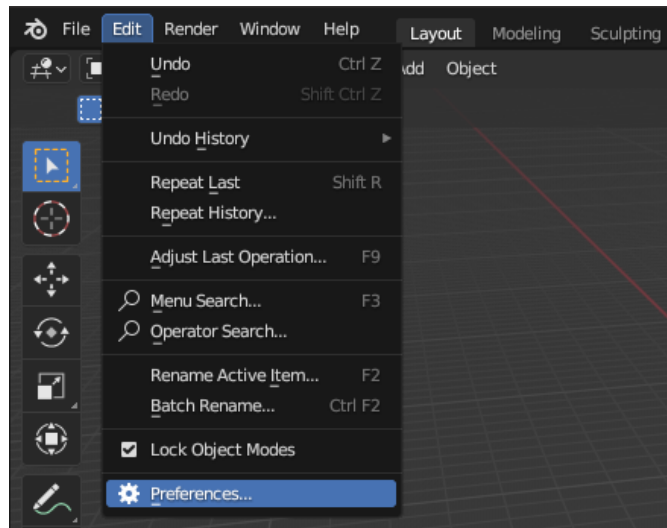 File Edit Render Window Help Layout Modeling Sculpting
Add Object
Undo Ctrl Z
Redo Shift Ctrl Z
Undo History
Repeat Last Shift R
Repeat History...
Adjust Last Operation... F9
Menu Search... F3
Operator Search...
Rename Active Item... F2
Batch Rename... Ctrl F2
Lock Object Modes
Preferences...